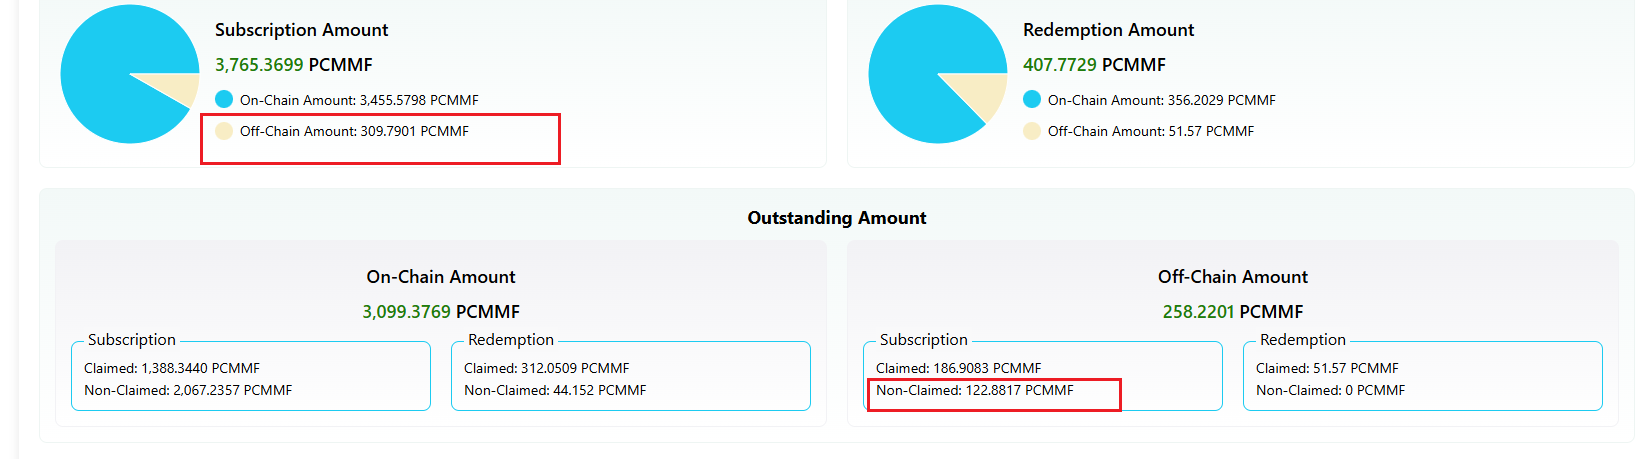 Subscription Amount
3,765.3699 PCMMF
On-Chain Amount: 3,455.5798 PCMMF
Off-Chain Amount: 309.7901 PCMMF
Redemption Amount
407.7729 PCMMF
On-Chain Amount: 356.2029 PCMMF
Off-Chain Amount: 51.57 PCMMF
Outstanding Amount
On-Chain Amount
3,099.3769 PCMMF
Subscription
Claimed: 1,388.3440 PCMMF
Non-Claimed: 2,067.2357 PCMMF
Redemption
Claimed: 312.0509 PCMMF
Non-Claimed: 44.152 PCMMF
Off-Chain Amount
258.2201 PCMMF
Subscription
Claimed: 186.9083 PCMMF
Non-Claimed: 122.8817 PCMMF
Redemption
Claimed: 51.57 PCMMF
Non-Claimed: 0 PCMMF